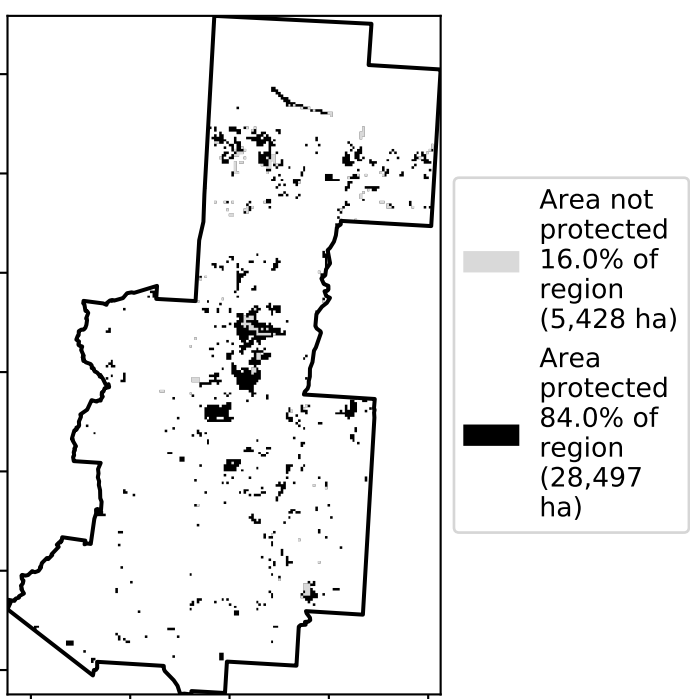 Area not
protected
16.0% of
region
(5,428 ha)
Area
protected
84.0% of
region
(28,497
ha)